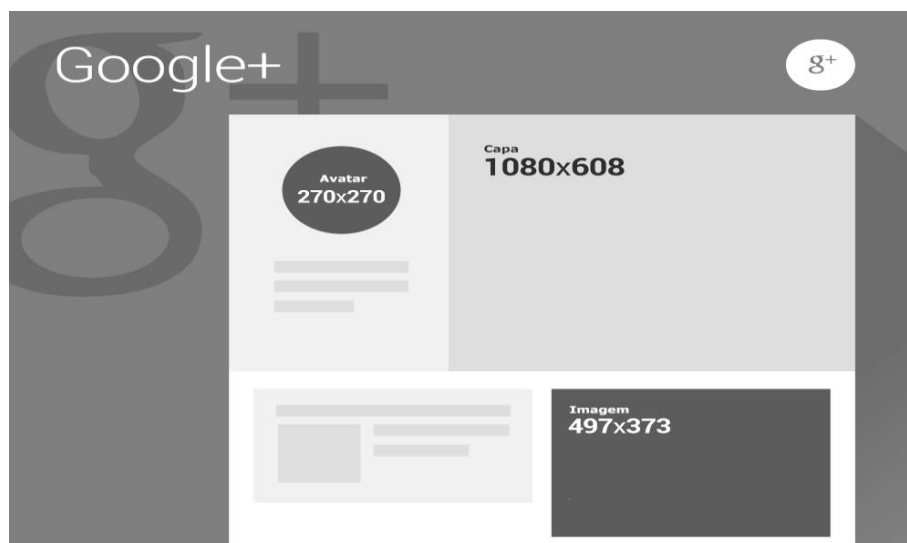 Google+
g+
Avatar
270x270
Capa
1080x608
Imagem
497x373